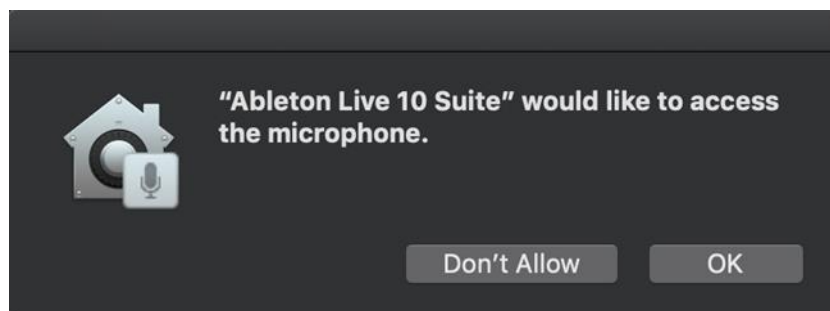 “Ableton Live 10 Suite” would like to access
the microphone.
Don’t Allow
OK